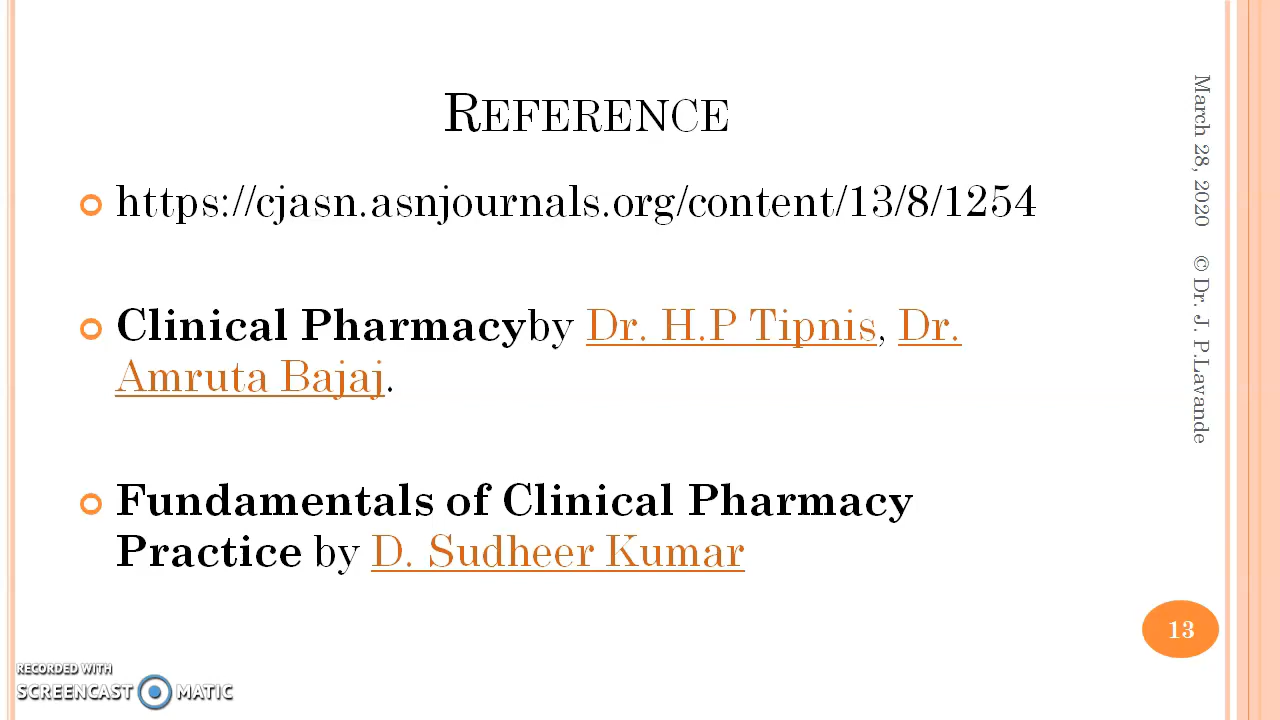 REFERENCE
https://cjasn.asnjournals.org/content/13/8/1254
Clinical Pharmacyby Dr. H.P Tipnis, Dr.
Amruta Bajaj.
Fundamentals of Clinical Pharmacy
Practice by D. Sudheer Kumar
March 28, 2020 © Dr. J. P.Lavande
13
RECORDED WITH
SCREENCAST MATIC